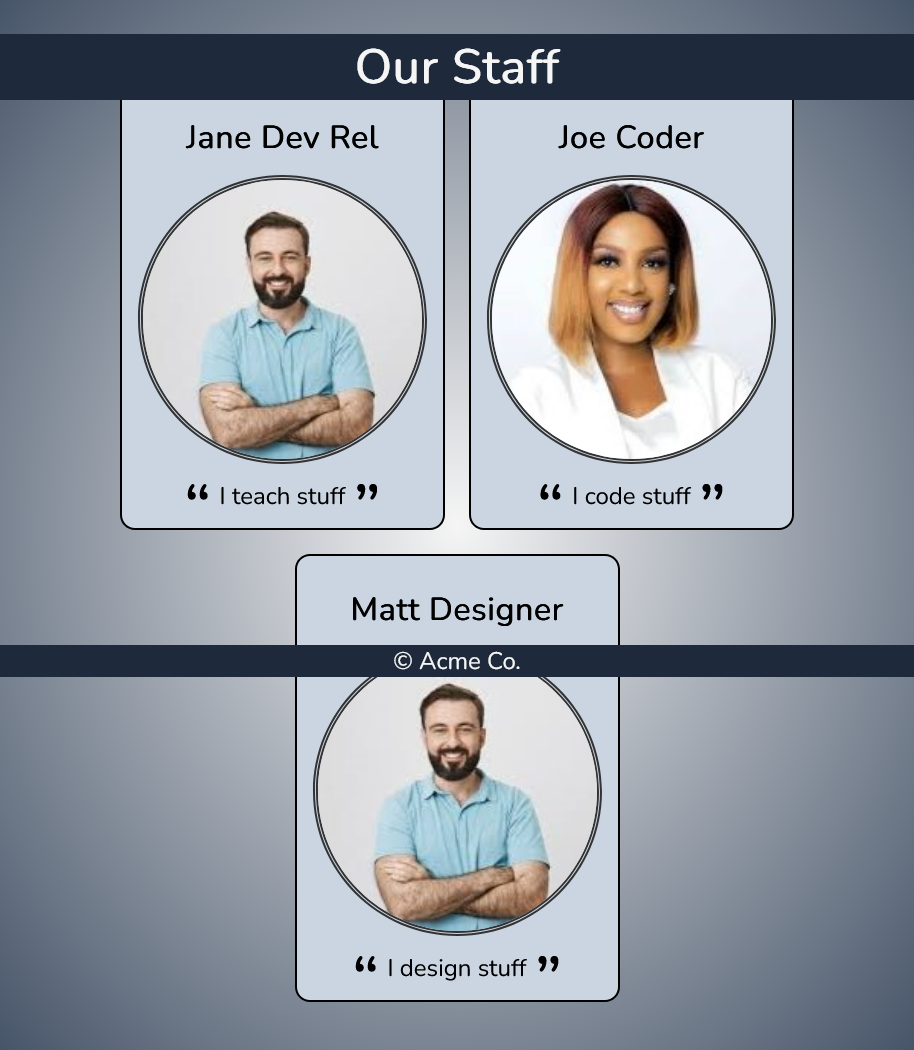 Our Staff
Jane Dev Rel
“ I teach stuff ”
Joe Coder
“ I code stuff ”
Matt Designer
© Acme Co.
“ I design stuff ”